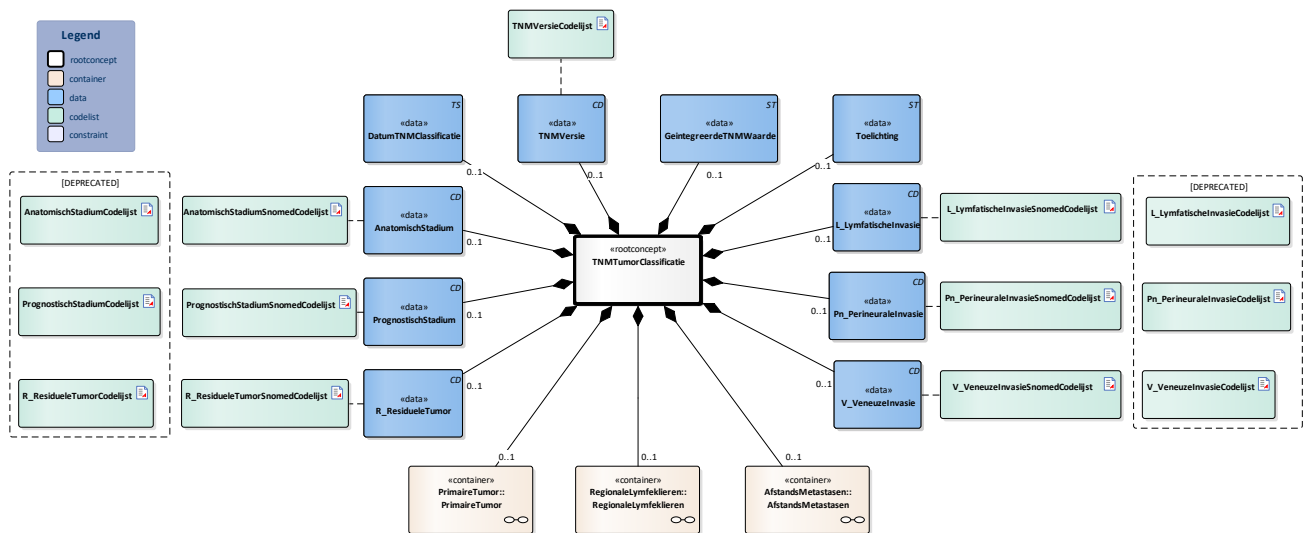 Legend
rootconcept
container
data
codelist
constraint
TNMVersieCodelijst
TS
«data»
DatumTNMClassificatie
0..1
CD
«data»
TNMVersie
0..1
ST
«data»
GeintegreerdeTNMWaarde
0..1
ST
«data»
Toelichting
0..1
[DEPRECATED]
AnatomischStadiumCodelijst
PrognostischStadiumCodelijst
R_ResidueleTumorCodelijst
AnatomischStadiumSnomedCodelijst
PrognostischStadiumSnomedCodelijst
R_ResidueleTumorSnomedCodelijst
CD
«data»
AnatomischStadium
0..1
CD
«data»
PrognostischStadium
0..1
CD
«data»
R_ResidueleTumor
0..1
«rootconcept»
TNMTumorClassificatie
CD
«data»
L_LymfatischeInvasie
0..1
CD
«data»
Pn_PerineuraleInvasie
0..1
CD
«data»
V_VeneuzeInvasie
0..1
L_LymfatischeInvasieSnomedCodelijst
Pn_PerineuraleInvasieSnomedCodelijst
V_VeneuzeInvasieSnomedCodelijst
[DEPRECATED]
L_LymfatischeInvasieCodelijst
Pn_PerineuraleInvasieCodelijst
V_VeneuzeInvasieCodelijst
0..1
«container»
PrimaireTumor::
PrimaireTumor
0..1
«container»
RegionaleLymfeklieren::
RegionaleLymfeklieren
0..1
«container»
AfstandsMetastasen::
AfstandsMetastasen